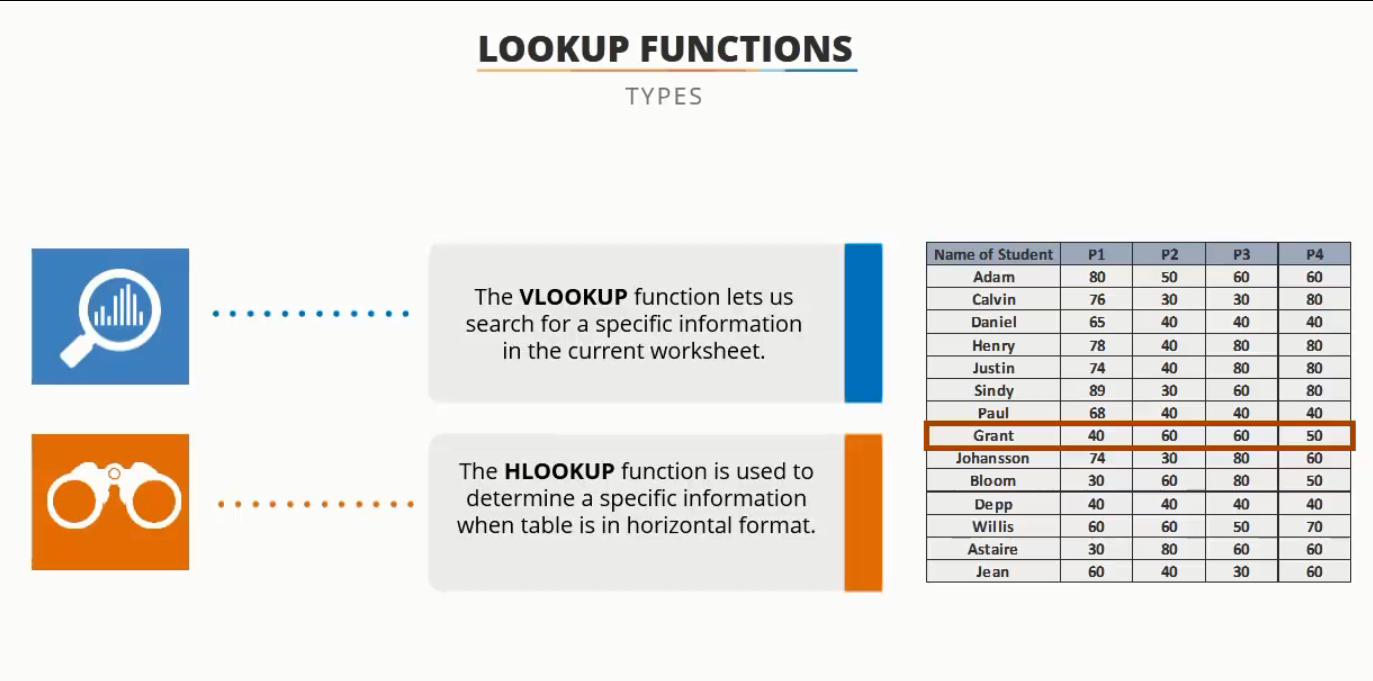 LOOKUP FUNCTIONS
TYPES
The VLOOKUP function lets us
search for a specific information
in the current worksheet.
The HLOOKUP function is used to
determine a specific information
when table is in horizontal format.
Name of Student P1 P2 P3 P4
Adam 80 50 60 60
Calvin 76 30 30 80
Daniel 65 40 40 40
Henry 78 40 80 80
Justin 74 40 80 80
Sindy 89 30 60 80
Paul 68 40 40 40
Grant 40 60 60 50
Johansson 74 30 80 60
Bloom 30 60 80 50
Depp 40 40 40 40
Willis 60 60 50 70
Astaire 30 80 60 60
Jean 60 40 30 60